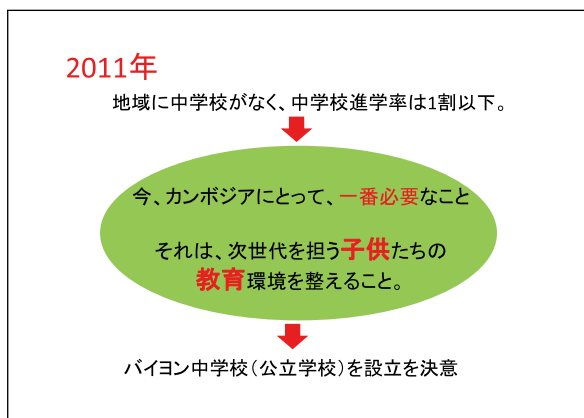 2011年
地域に中学校がなく、中学校進学率は1割以下。
今、カンボジアにとって、一番必要なこと
それは、次世代を担う子供たちの
教育環境を整えること。
バイヨン中学校（公立学校）を設立を決意